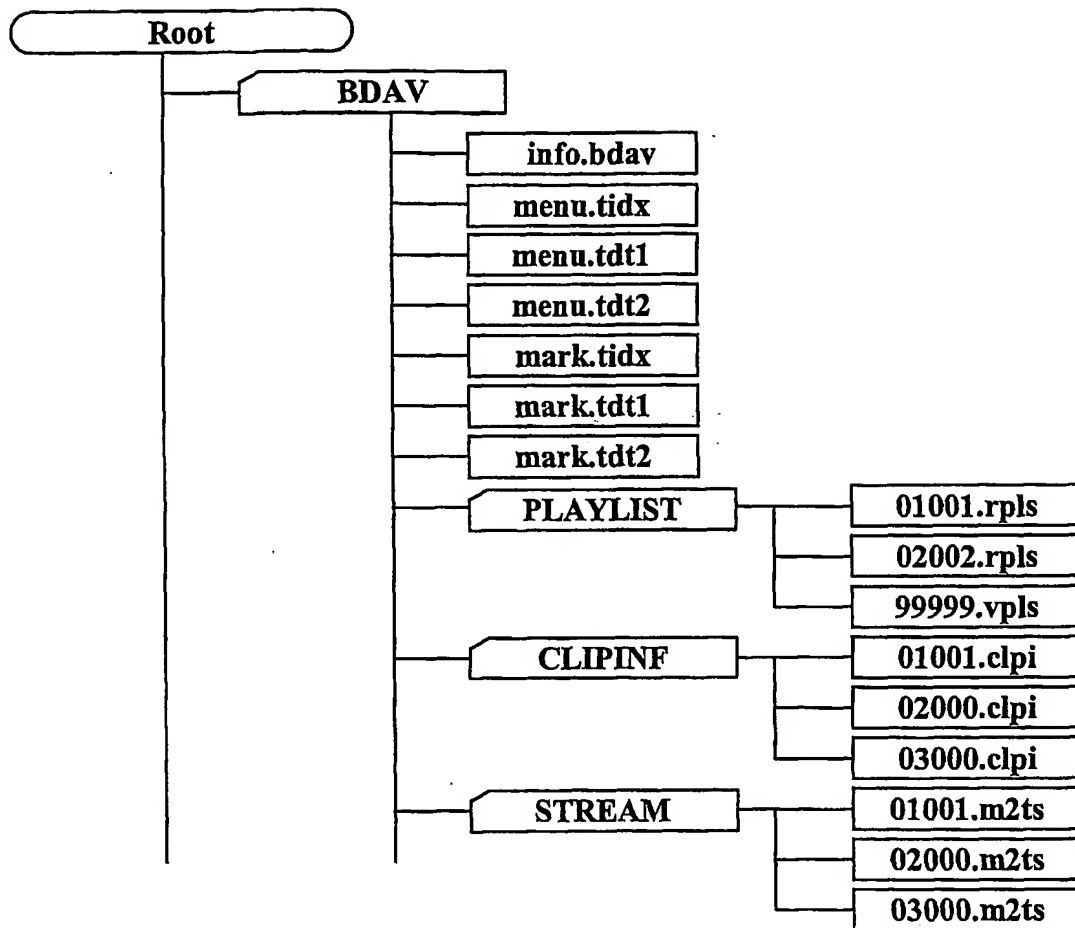 Root
BDAV
info.bdav
menu.tidx
menu.tdt1
menu.tdt2
mark.tidx
mark.tdt1
mark.tdt2
PLAYLIST
01001.rpls
02002.rpls
99999.vpls
CLIPINF
01001.clpi
02000.clpi
03000.clpi
STREAM
01001.m2ts
02000.m2ts
03000.m2ts